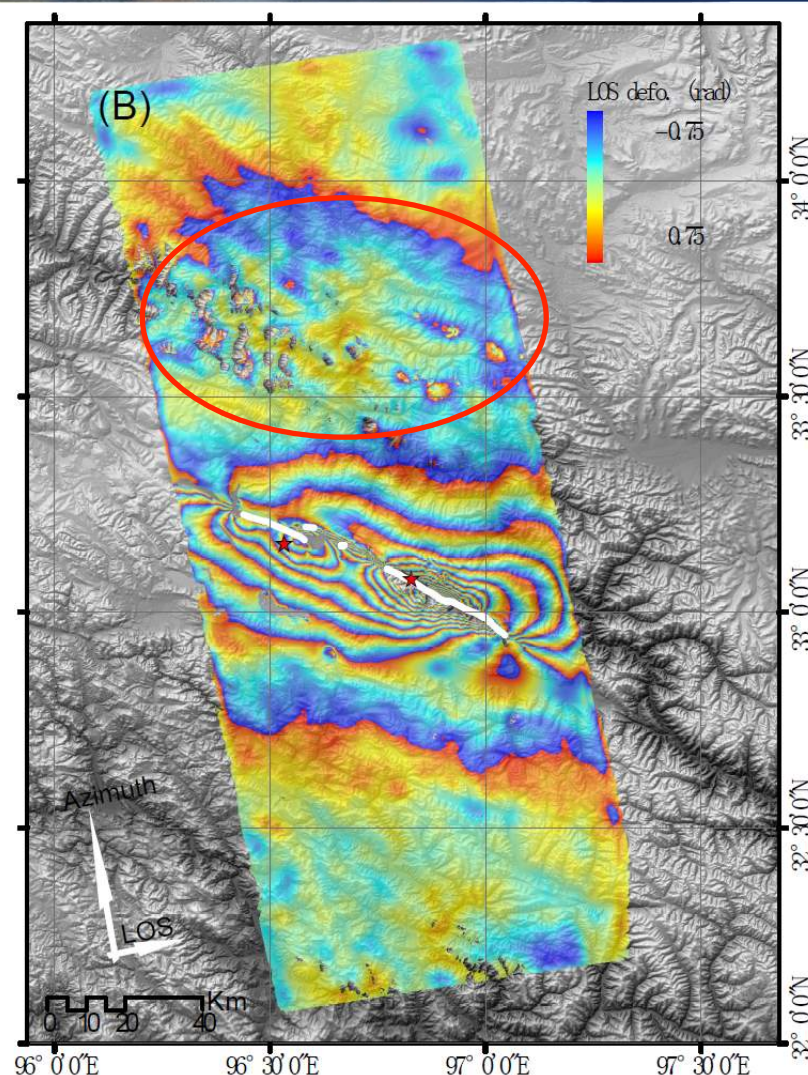 (B)
LOS defo. (rad)
-0.75
0.75
34° 0′0″N
33° 30′0″N
33° 0′0″N
32° 30′0″N
32° 0′0″N
Azimuth
LOS
Km
0 10 20 40
96° 0′0″E 96° 30′0″E 97° 0′0″E 97° 30′0″E